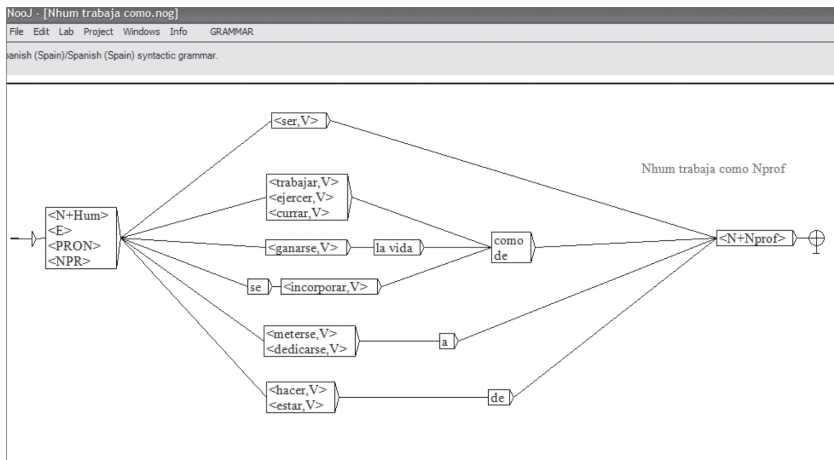 NooJ - [Nhum trabaja como.nog]
File Edit Lab Project Windows Info GRAMMAR
panish (Spain)/Spanish (Spain) syntactic grammar.
<ser,V>
Nhum trabaja como Nprof
<trabajar,V>
<ejercer,V>
<currar,V>
<N+Hum>
<E>
<PRON>
<NPR>
<ganarse,V> la vida
como
de
<N+Nprof>
se <incorporar,V>
<meterse,V>
<dedicarse,V>
a
<hacer,V>
<estar,V>
de